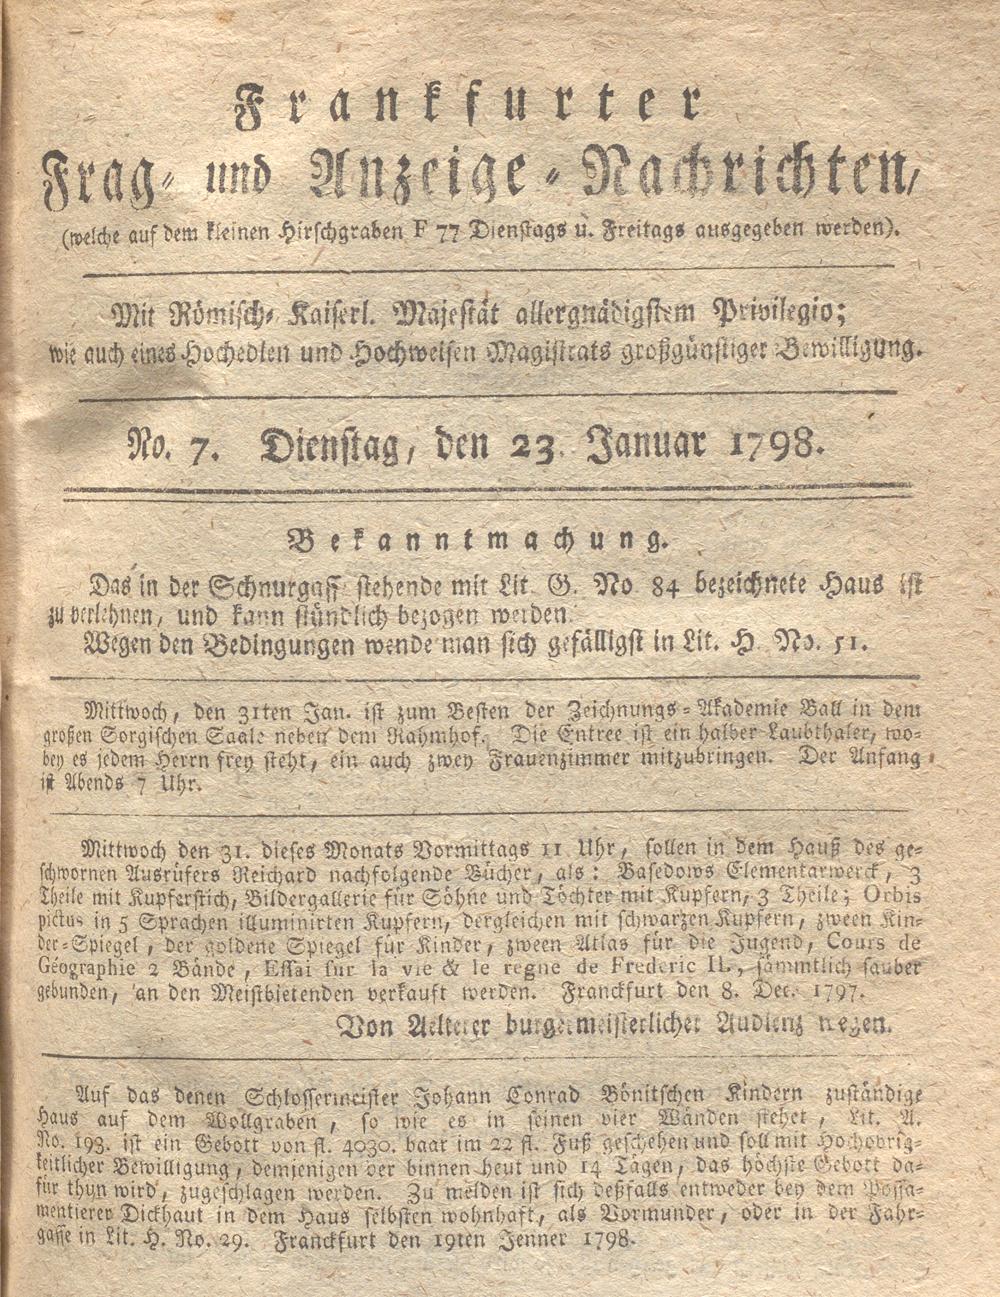 Frankfurter
Frag- und Anzeige-Nachrichten,
(welche auf dem kleinen Hirschgraben F 77 Dienstags u. Freitags ausgegeben werden).
Mit Römisch-Kaiserl. Majestät allergnädigstem Privilegio;
wie auch eines Hochedlen und Hochweisen Magistrats großgünstiger Bewilligung.
No. 7. Dienstag, den 23. Januar 1798.
Bekanntmachung.
Das in der Schnurgass stehende mit Lit. G. No 84 bezeichnete Haus ist
zu verlehnen, und kann stündlich bezogen werden.
Wegen den Bedingungen wende man sich gefälligst in Lit. H. No. 51.
Mittwoch, den 31ten Jan. ist zum Besten der Zeichnungs-Akademie Ball in dem
großen Sorgischen Saale neben dem Rahmhof. Die Entree ist ein halber Laubthaler, wo-
bey es jedem Herrn frey steht, ein auch zwey Frauenzimmer mitzubringen. Der Anfang
ist Abends 7 Uhr.
Mittwoch den 31. dieses Monats Vormittags 11 Uhr, sollen in dem Hauß des ge-
schwornen Ausrüfers Reichard nachfolgende Bücher, als: Basedows Elementarwerck, 3
Theile mit Kupferstich, Bildergallerie für Söhne und Töchter mit Kupfern, 3 Theile; Orbis
pictus in 5 Sprachen illuminirten Kupfern, dergleichen mit schwarzen Kupfern, zween Kin-
der-Spiegel, der goldene Spiegel für Kinder, zween Atlas für die Jugend, Cours de
Géographie 2 Bände, Essai sur la vie & le regne de Frederic II., sämmtlich sauber
gebunden, an den Meistbietenden verkauft werden. Franckfurt den 8. Dec. 1797.
Von Aelterer burgermeisterlicher Audienz wegen.
Auf das denen Schlossermeister Johann Conrad Bönitschen Kindern zuständige
Haus auf dem Wollgraben, so wie es in seinen vier Wänden stehet, Lit. A.
No. 193. ist ein Gebott von fl. 4030. baar im 22 fl. Fuß geschehen und soll mit Hochobrig-
keitlicher Bewilligung, demjenigen der binnen heut und 14 Tagen, das höchste Gebott da-
für thun wird, zugeschlagen werden. Zu melden ist sich deßfalls entweder bey dem Possa-
mentierer Dickhaut in dem Haus selbsten wohnhaft, als Vormunder, oder in der Fahr-
gasse in Lit. H. No. 29. Franckfurt den 19ten Jenner 1798.